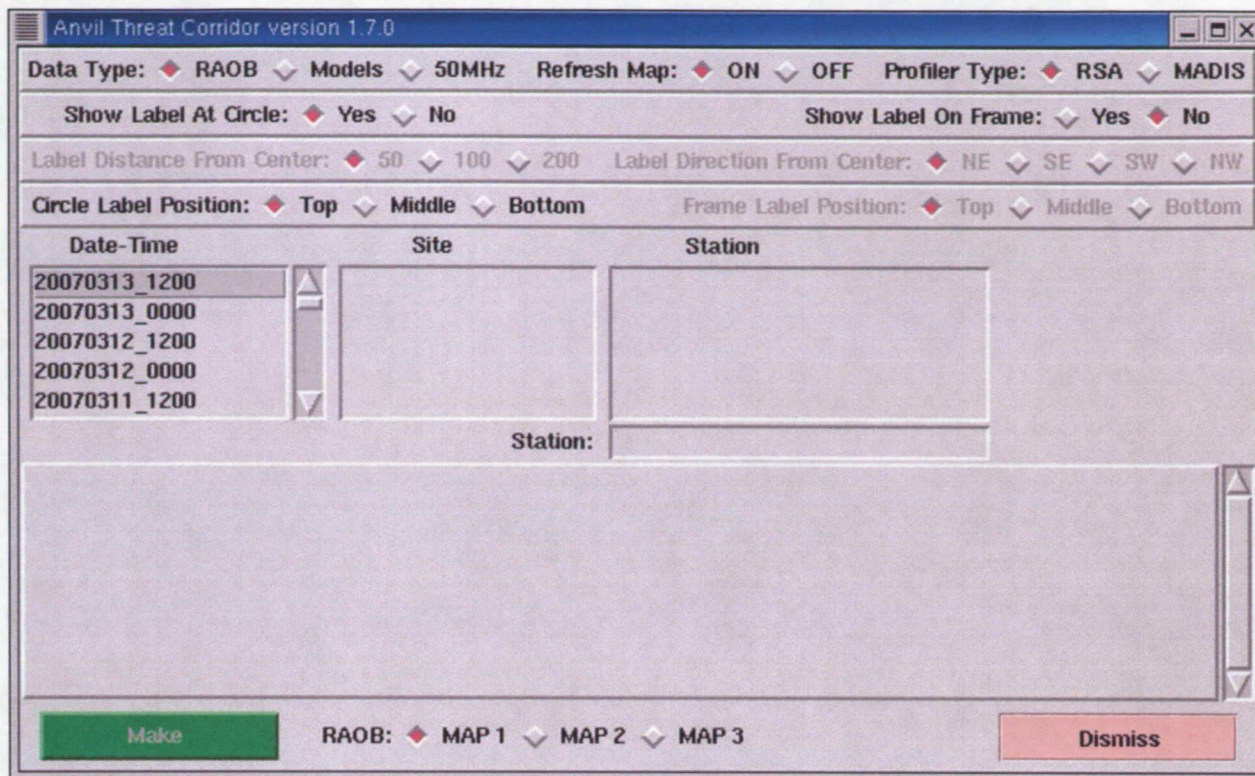 Anvil Threat Corridor version 1.7.0
Data Type: RAOB Models 50MHz Refresh Map: ON OFF Profiler Type: RSA MADIS
Show Label At Circle: Yes No Show Label On Frame: Yes No
Label Distance From Center: 50 100 200 Label Direction From Center: NE SE SW NW
Circle Label Position: Top Middle Bottom Frame Label Position: Top Middle Bottom
Date-Time Site Station
20070313_1200
20070313_0000
20070312_1200
20070312_0000
20070311_1200
Station:
Make RAOB: MAP 1 MAP 2 MAP 3 Dismiss